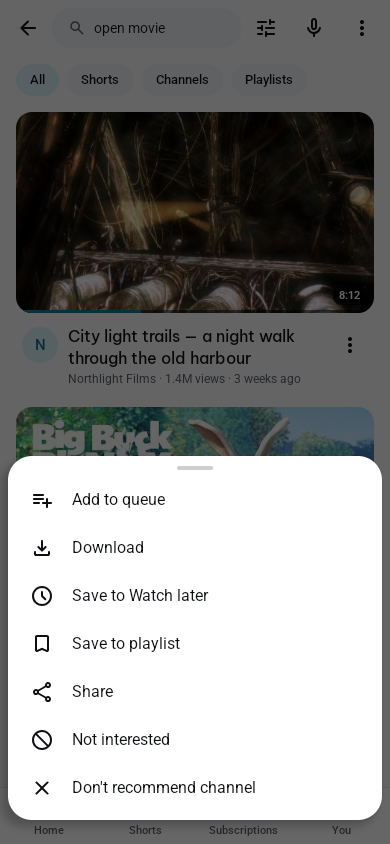 open movie
All
Shorts
Channels
Playlists
8:12
N
City light trails — a night walk
through the old harbour
Northlight Films · 1.4M views · 3 weeks ago
Big Buck
Add to queue
Download
Save to Watch later
Save to playlist
Share
Not interested
Don't recommend channel
Home
Shorts
Subscriptions
You